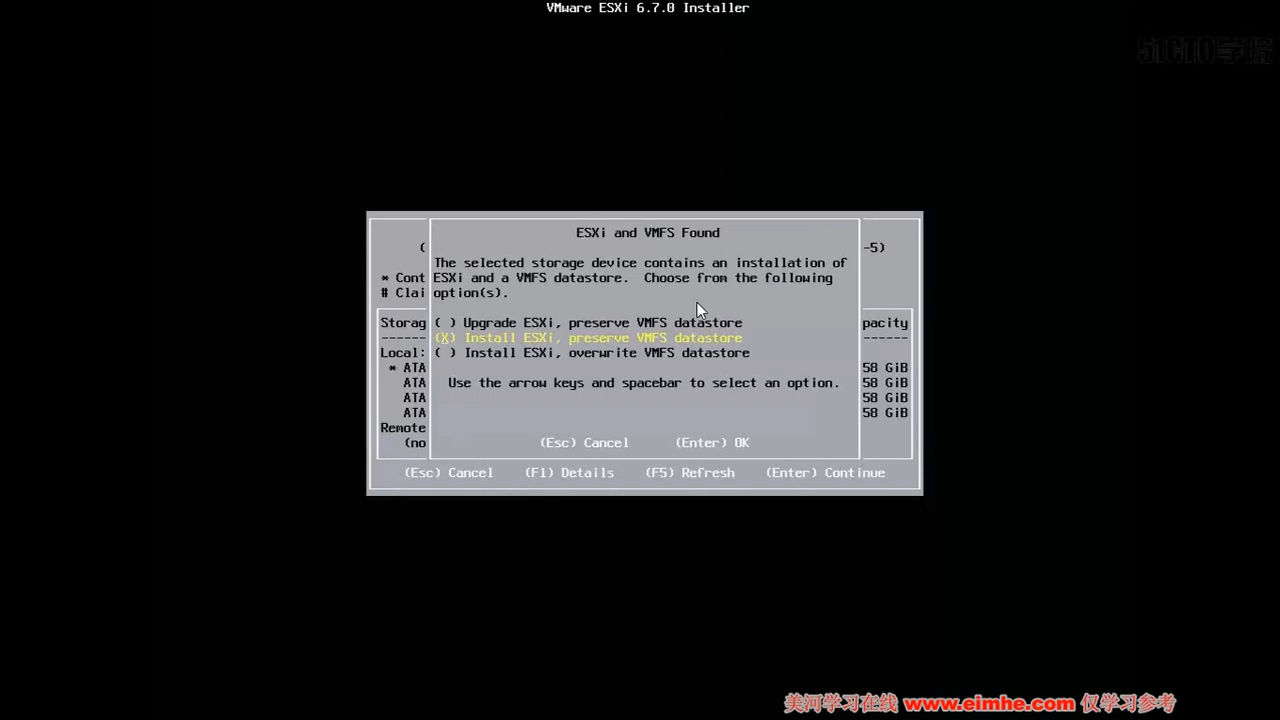 VMware ESXi 6.7.0 Installer
51CTO学院
ESXi and VMFS Found
( -5)
The selected storage device contains an installation of
* Cont ESXi and a VMFS datastore. Choose from the following
# Clai option(s).
Storag ( ) Upgrade ESXi, preserve VMFS datastore pacity
------ (X) Install ESXi, preserve VMFS datastore ------
Local: ( ) Install ESXi, overwrite VMFS datastore
* ATA 58 GiB
ATA Use the arrow keys and spacebar to select an option. 58 GiB
ATA 58 GiB
ATA 58 GiB
Remote
(no (Esc) Cancel (Enter) OK
(Esc) Cancel (F1) Details (F5) Refresh (Enter) Continue
美河学习在线 www.eimhe.com 仅学习参考